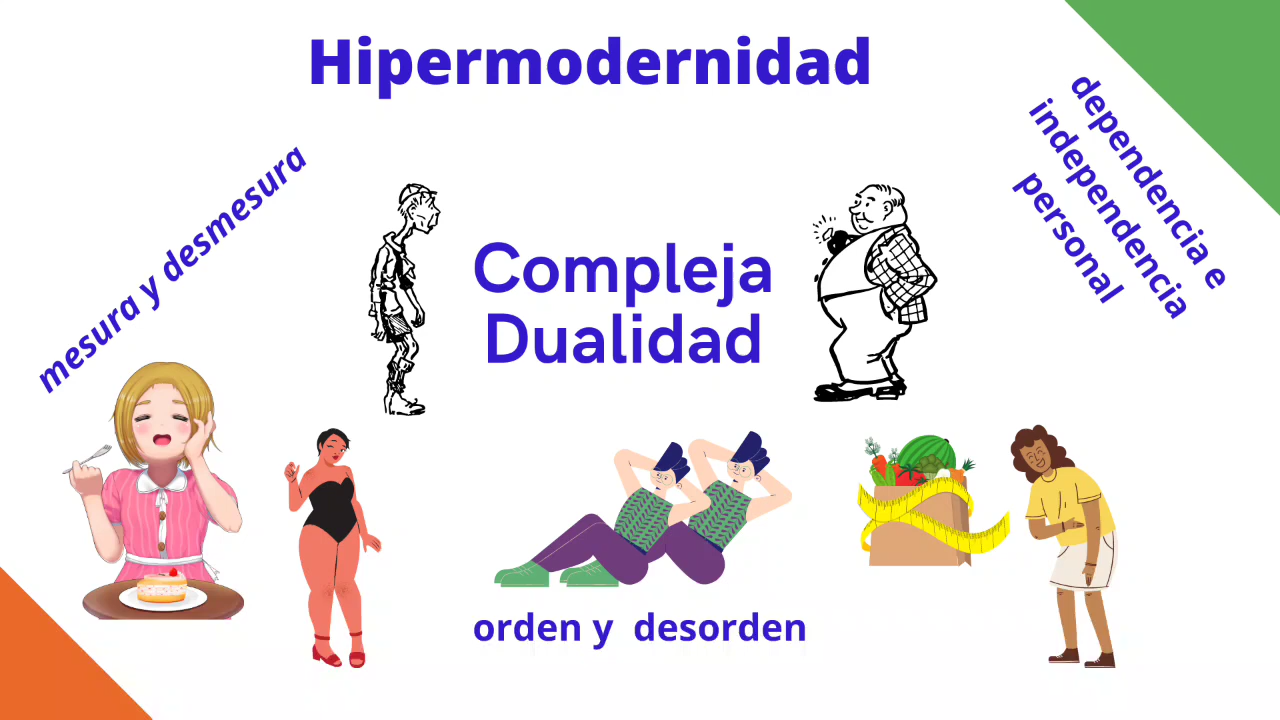 Hipermodernidad
mesura y desmesura
Compleja
Dualidad
dependencia e
independencia
personal
orden y  desorden